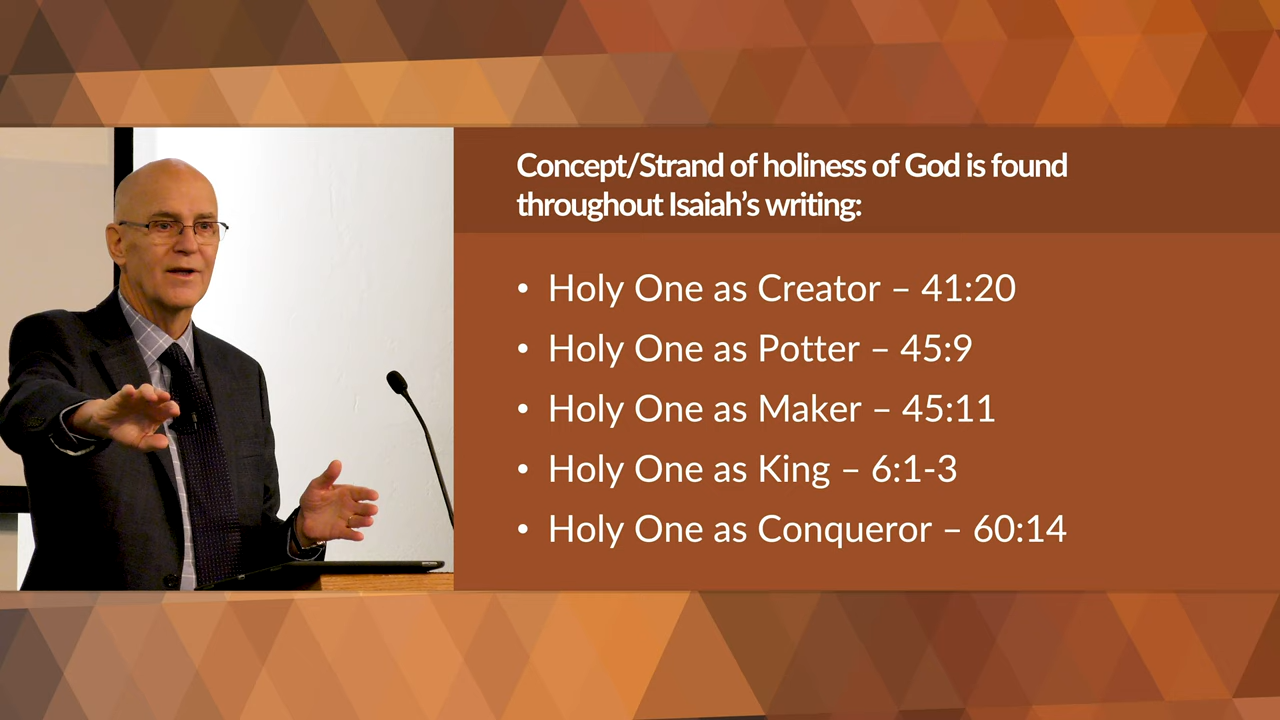 Concept/Strand of holiness of God is found
throughout Isaiah’s writing:
• Holy One as Creator – 41:20
• Holy One as Potter – 45:9
• Holy One as Maker – 45:11
• Holy One as King – 6:1-3
• Holy One as Conqueror – 60:14